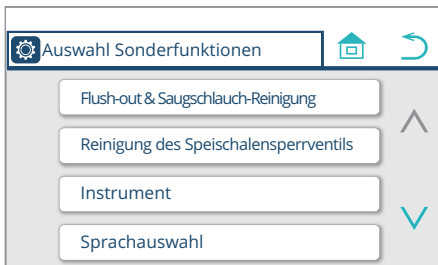 Auswahl Sonderfunktionen
Flush-out & Saugschlauch-Reinigung
Reinigung des Speischalensperrventils
Instrument
Sprachauswahl